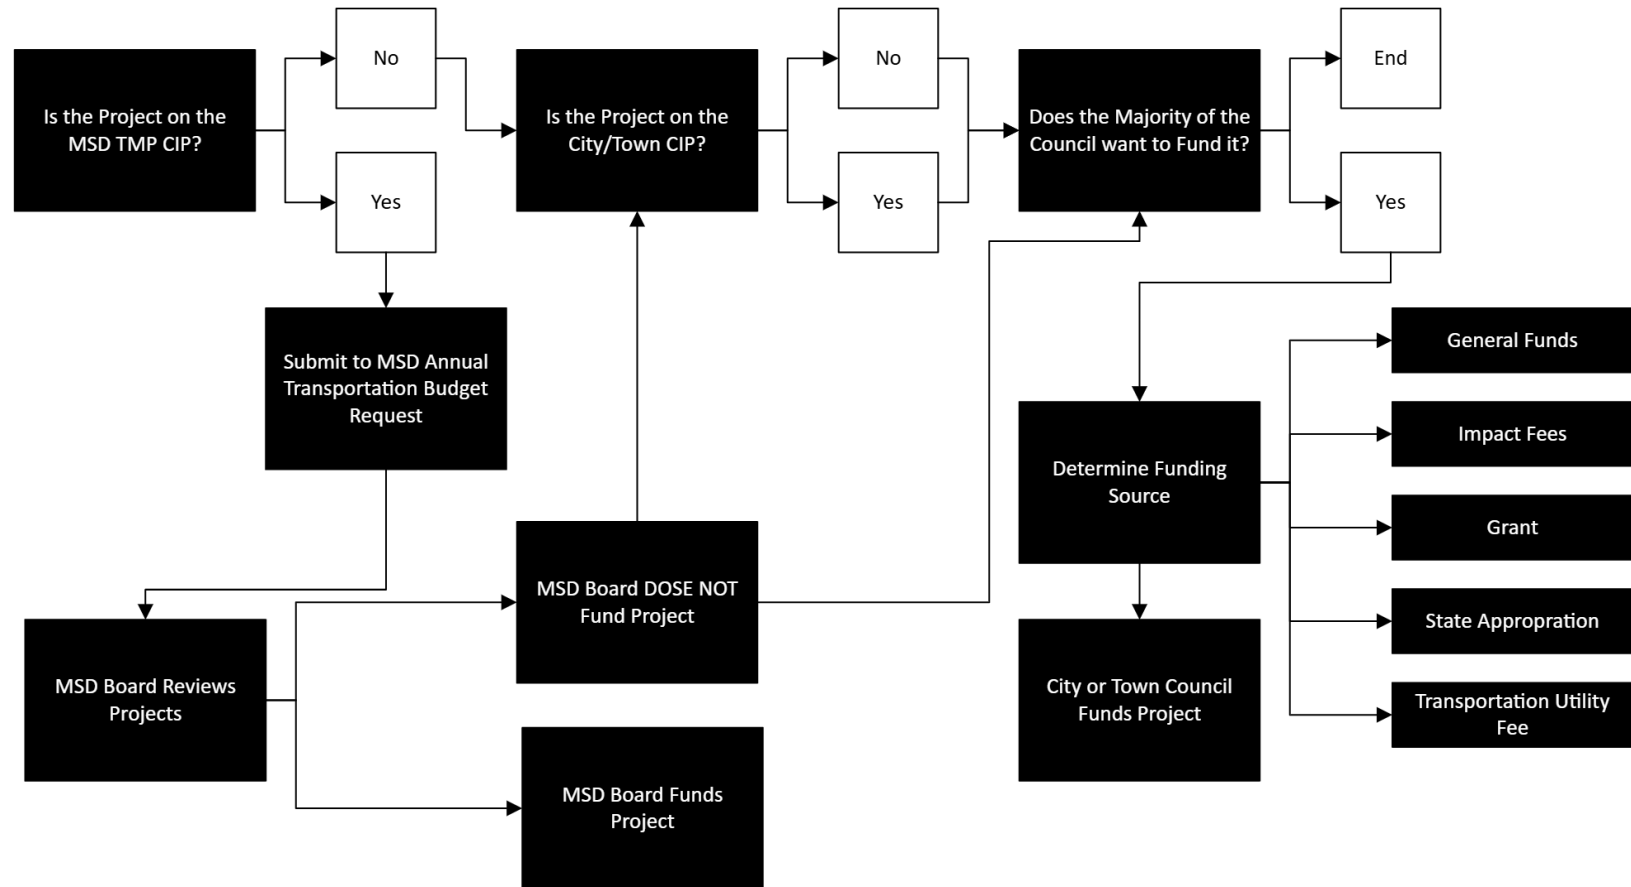 No
No
End
Is the Project on the
MSD TMP CIP?
Is the Project on the
City/Town CIP?
Does the Majority of the
Council want to Fund it?
Yes
Yes
Yes
Submit to MSD Annual
Transportation Budget
Request
General Funds
Impact Fees
Determine Funding
Source
Grant
MSD Board DOSE NOT
Fund Project
State Appropration
MSD Board Reviews
Projects
City or Town Council
Funds Project
Transportation Utility
Fee
MSD Board Funds
Project